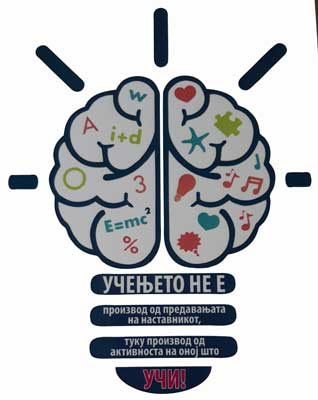 w
A
i+d
3
E=mc²
%
УЧЕЊЕТО НЕ Е
производ од предавањата
на наставникот,
туку производ од
активноста на оној што
УЧИ!